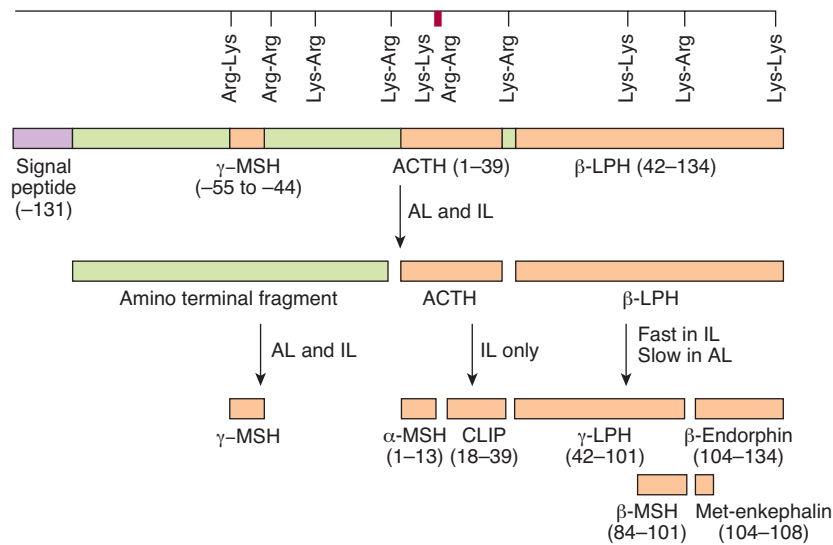 Arg-Lys
Arg-Arg
Lys-Arg
Lys-Arg
Lys-Lys
Arg-Arg
Lys-Arg
Lys-Lys
Lys-Arg
Lys-Lys
Signal
peptide
(–131)
γ–MSH
(–55 to –44)
ACTH (1–39)
β-LPH (42–134)
AL and IL
Amino terminal fragment
ACTH
β-LPH
AL and IL
IL only
Fast in IL
Slow in AL
γ–MSH
α-MSH
(1–13)
CLIP
(18–39)
γ-LPH
(42–101)
β-Endorphin
(104–134)
β-MSH
(84–101)
Met-enkephalin
(104–108)